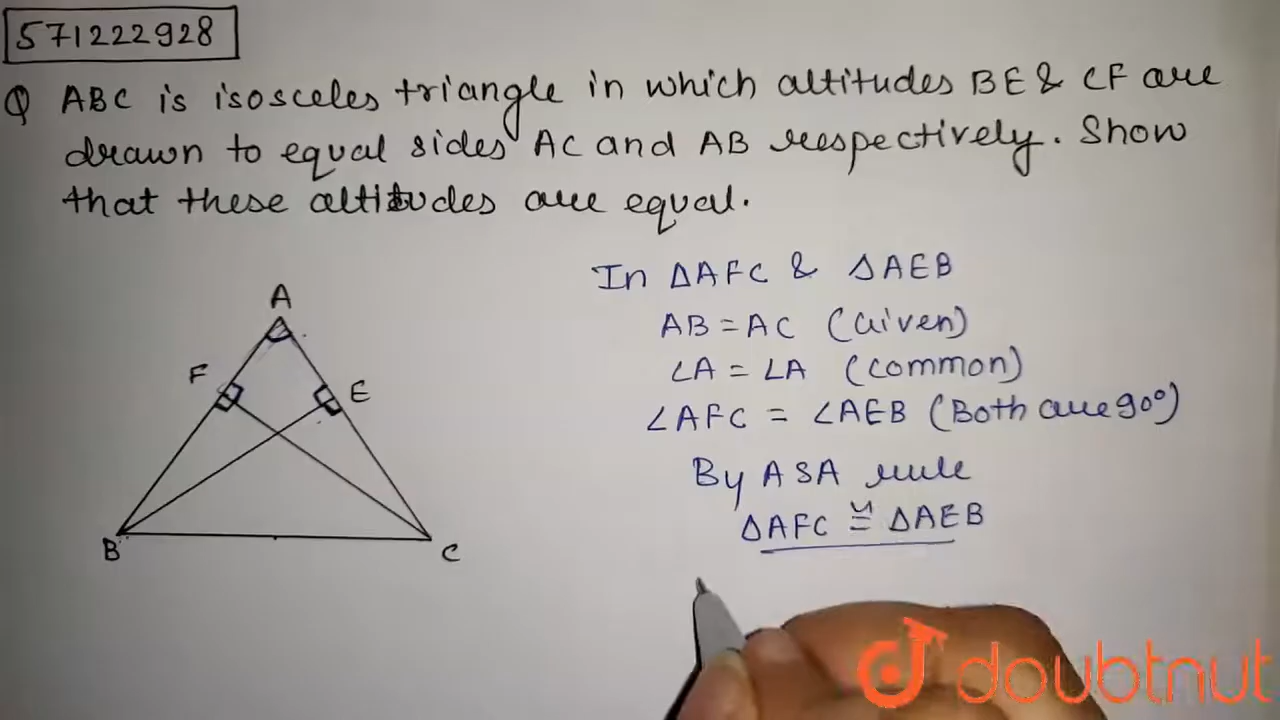 571222928
Q ABC is isosceles triangle in which altitudes BE & CF are
drawn to equal sides AC and AB respectively. Show
that these altitudes are equal.
In ΔAFC & ΔAEB
AB = AC (Given)
∠A = ∠A (common)
∠AFC = ∠AEB (Both are 90°)
By ASA rule
ΔAFC ≅ ΔAEB
A
F
E
B
C
doubtnut